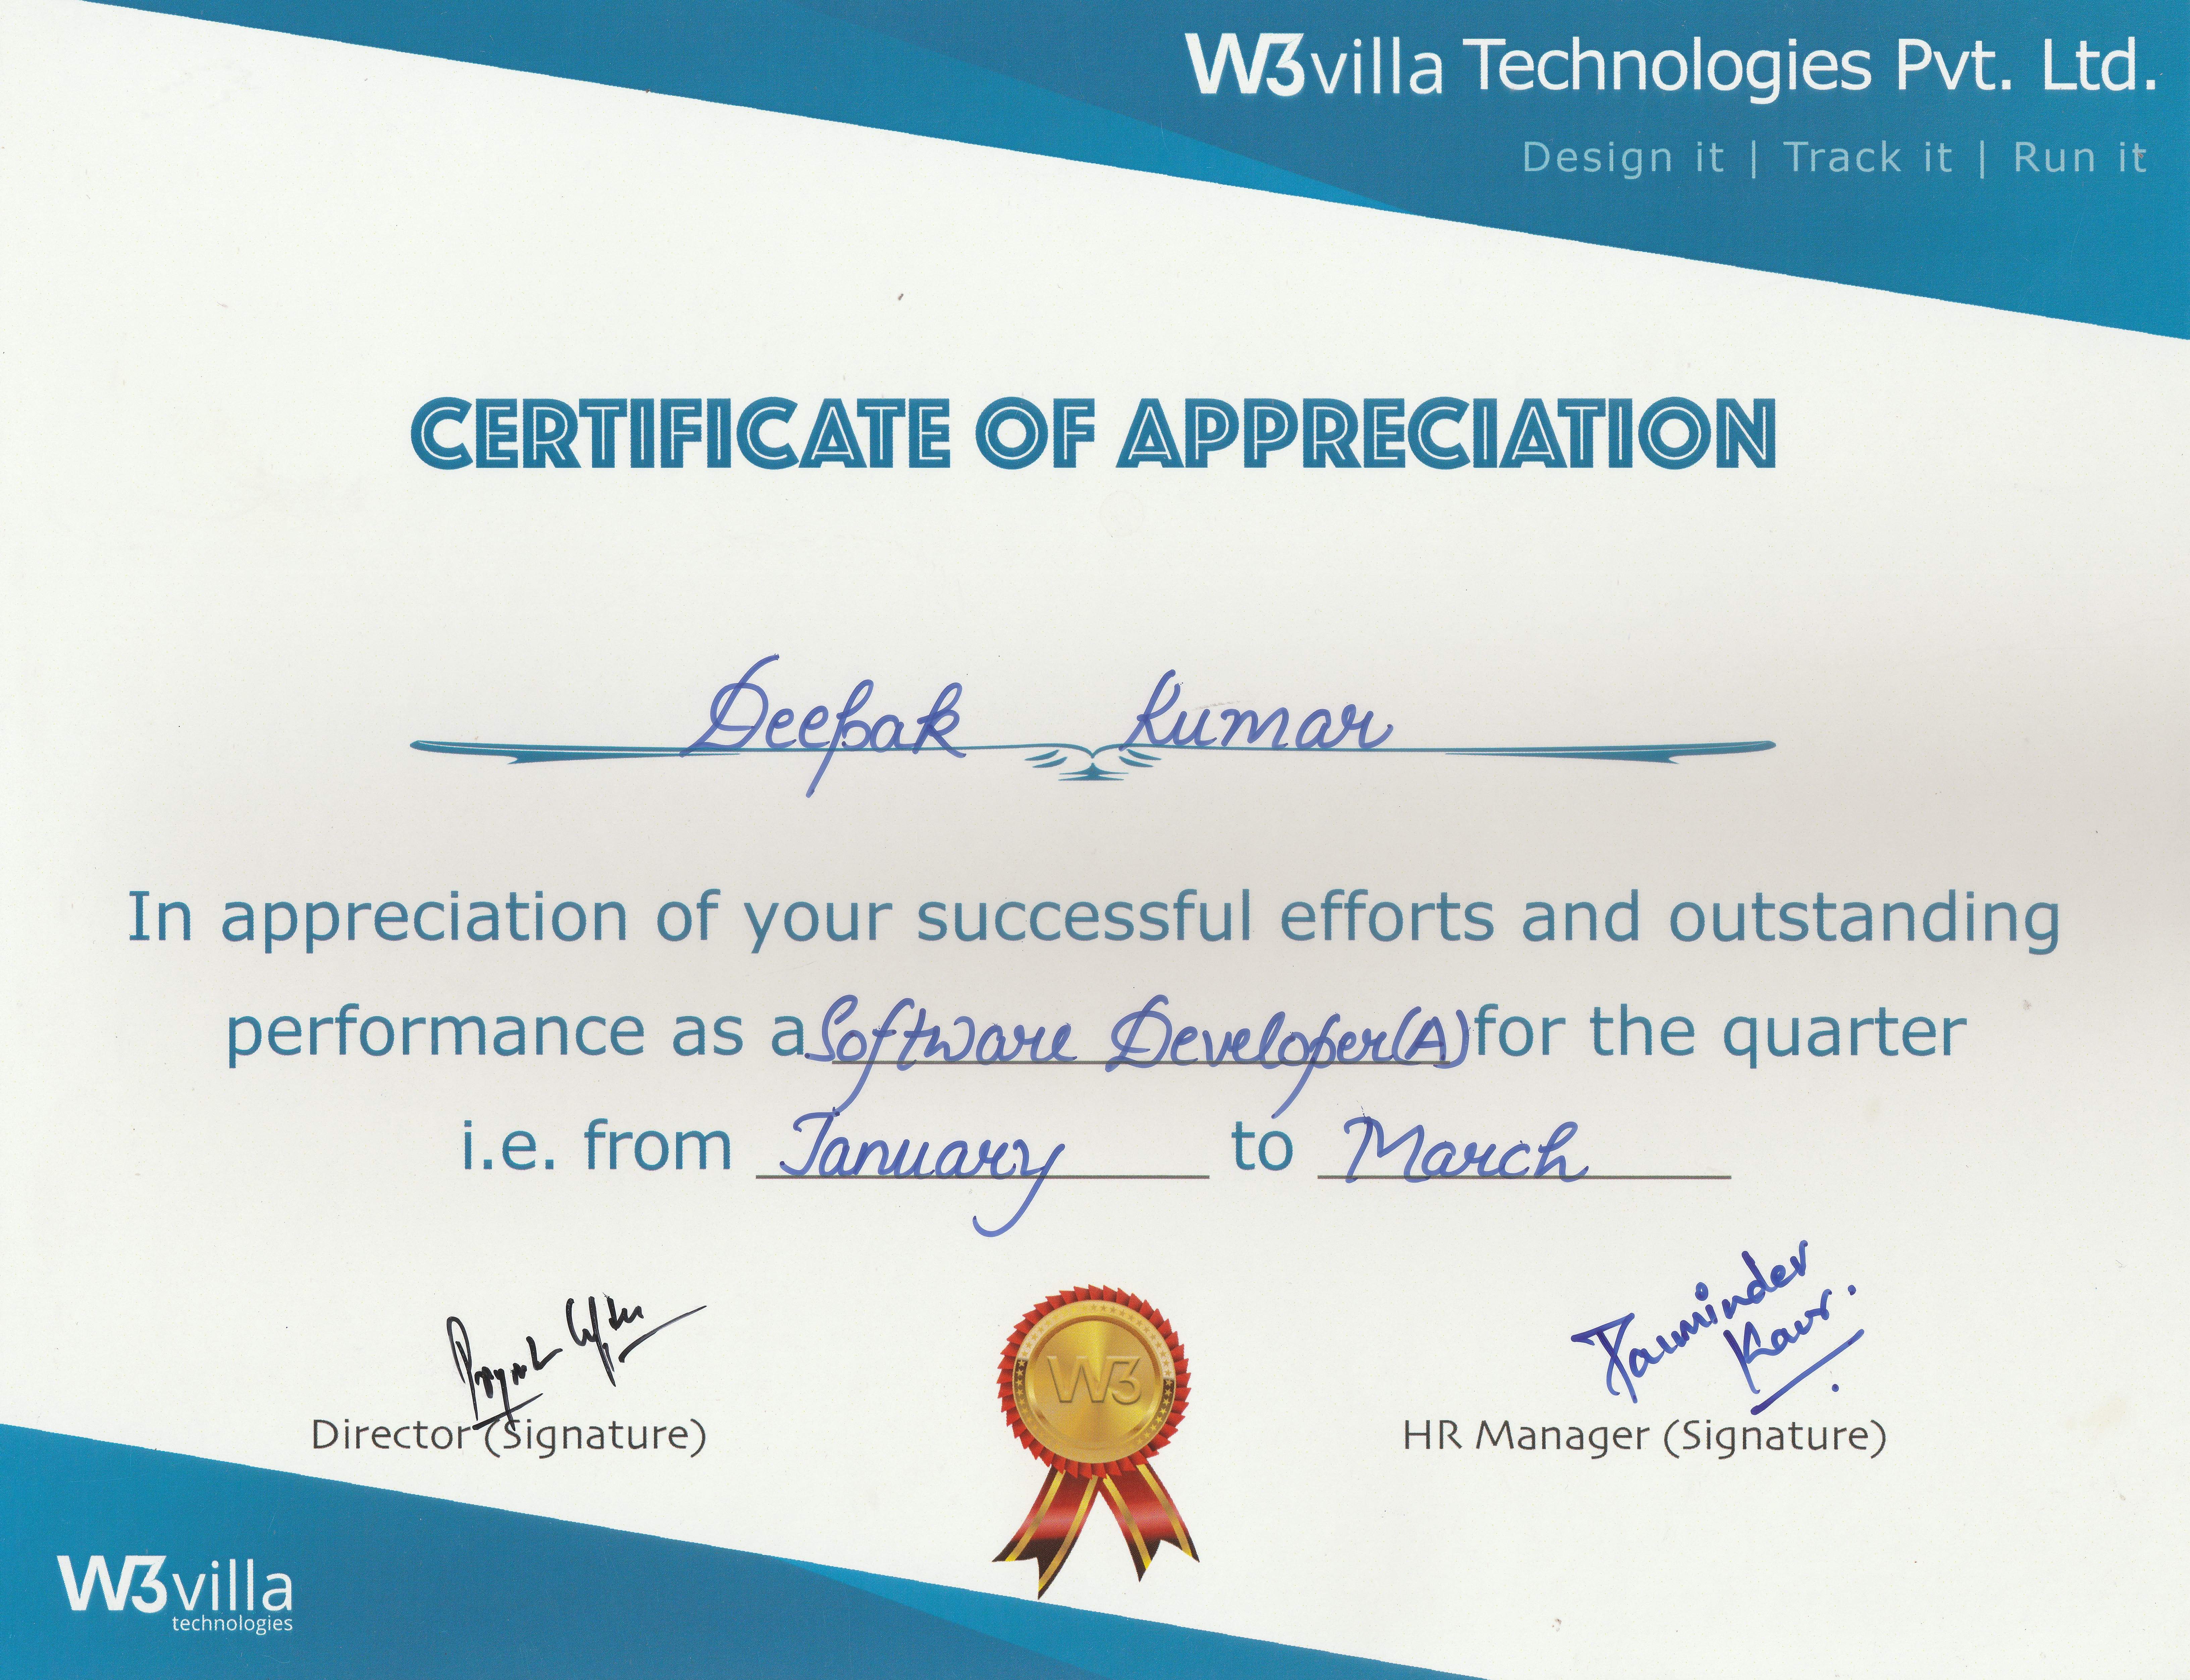 W3villa Technologies Pvt. Ltd.
Design it | Track it | Run it
CERTIFICATE OF APPRECIATION
Deepak Kumar
In appreciation of your successful efforts and outstanding
performance as a Software Developer(A) for the quarter
i.e. from January to March
W3
Kaur.
Director (Signature)
HR Manager (Signature)
W3villa
technologies